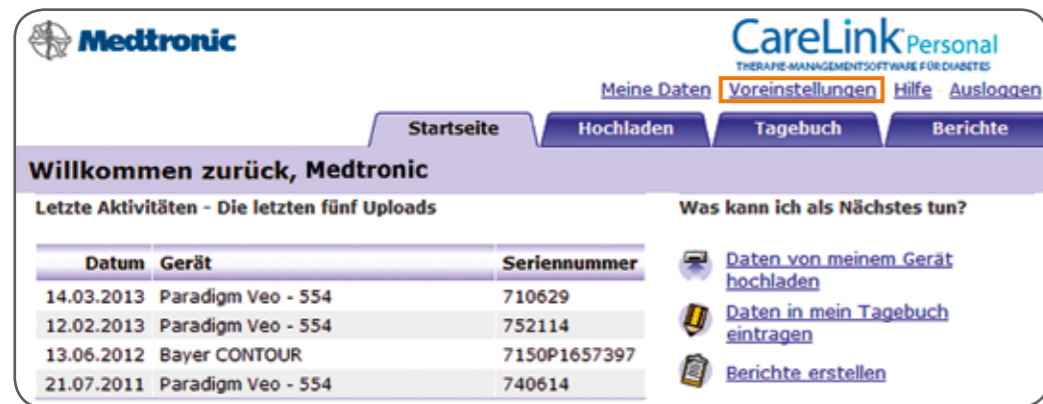 Medtronic
CareLink Personal
THERAPIE-MANAGEMENTSOFTWARE FÜR DIABETES
Meine Daten Voreinstellungen Hilfe - Ausloggen
Startseite Hochladen Tagebuch Berichte
Willkommen zurück, Medtronic
Letzte Aktivitäten - Die letzten fünf Uploads
Datum Gerät Seriennummer
14.03.2013 Paradigm Veo - 554 710629
12.02.2013 Paradigm Veo - 554 752114
13.06.2012 Bayer CONTOUR 7150P1657397
21.07.2011 Paradigm Veo - 554 740614
Was kann ich als Nächstes tun?
Daten von meinem Gerät
hochladen
Daten in mein Tagebuch
eintragen
Berichte erstellen